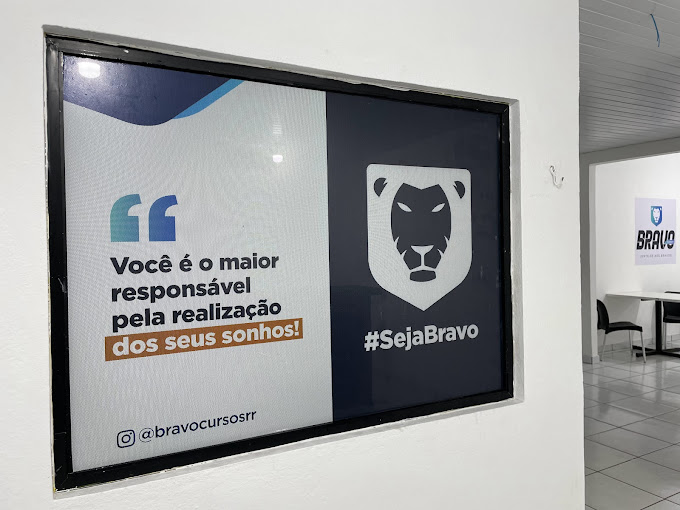 Você é o maior
responsável
pela realização
dos seus sonhos!
@bravocursosrr
#SejaBravo
BRAVO